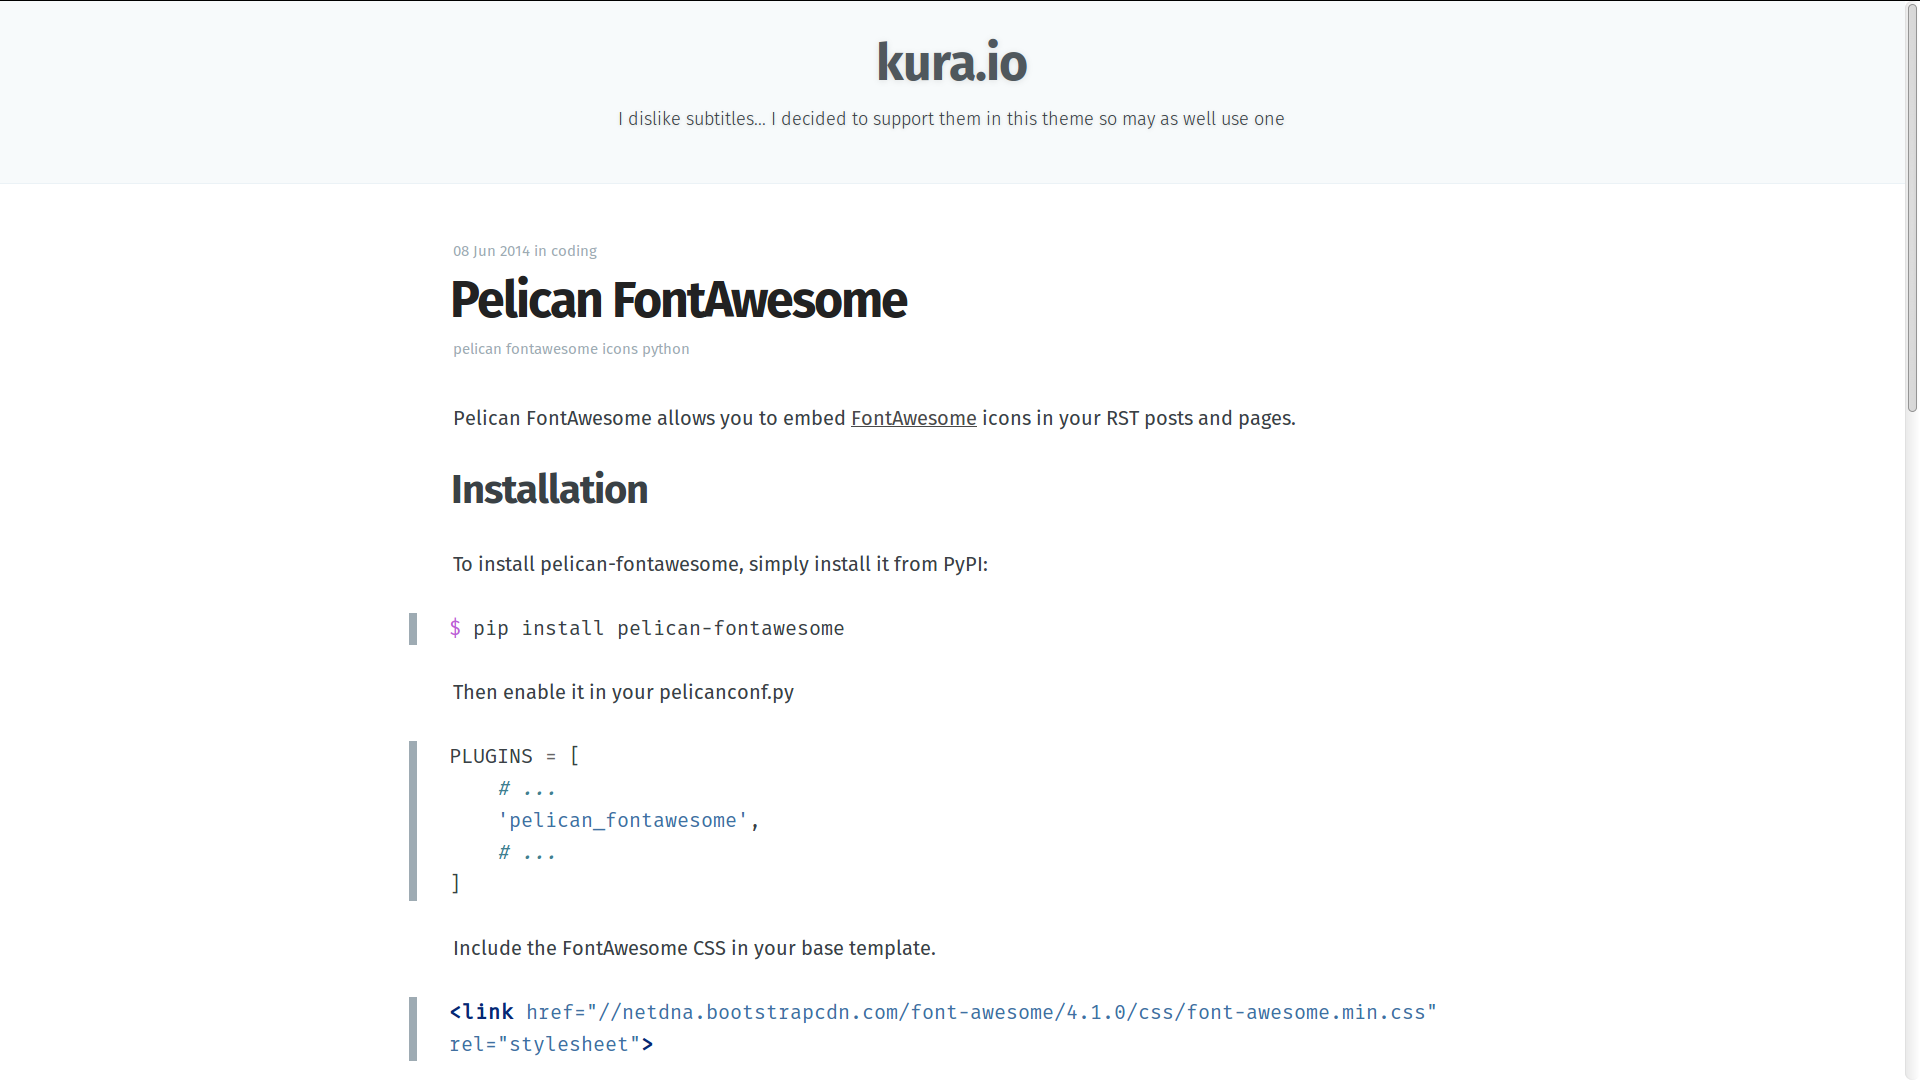 kura.io
I dislike subtitles... I decided to support them in this theme so may as well use one
08 Jun 2014 in coding
Pelican FontAwesome
pelican fontawesome icons python
Pelican FontAwesome allows you to embed FontAwesome icons in your RST posts and pages.
Installation
To install pelican-fontawesome, simply install it from PyPI:
$ pip install pelican-fontawesome
Then enable it in your pelicanconf.py
PLUGINS = [
    # ...
    'pelican_fontawesome',
    # ...
]
Include the FontAwesome CSS in your base template.
<link href="//netdna.bootstrapcdn.com/font-awesome/4.1.0/css/font-awesome.min.css"
rel="stylesheet">